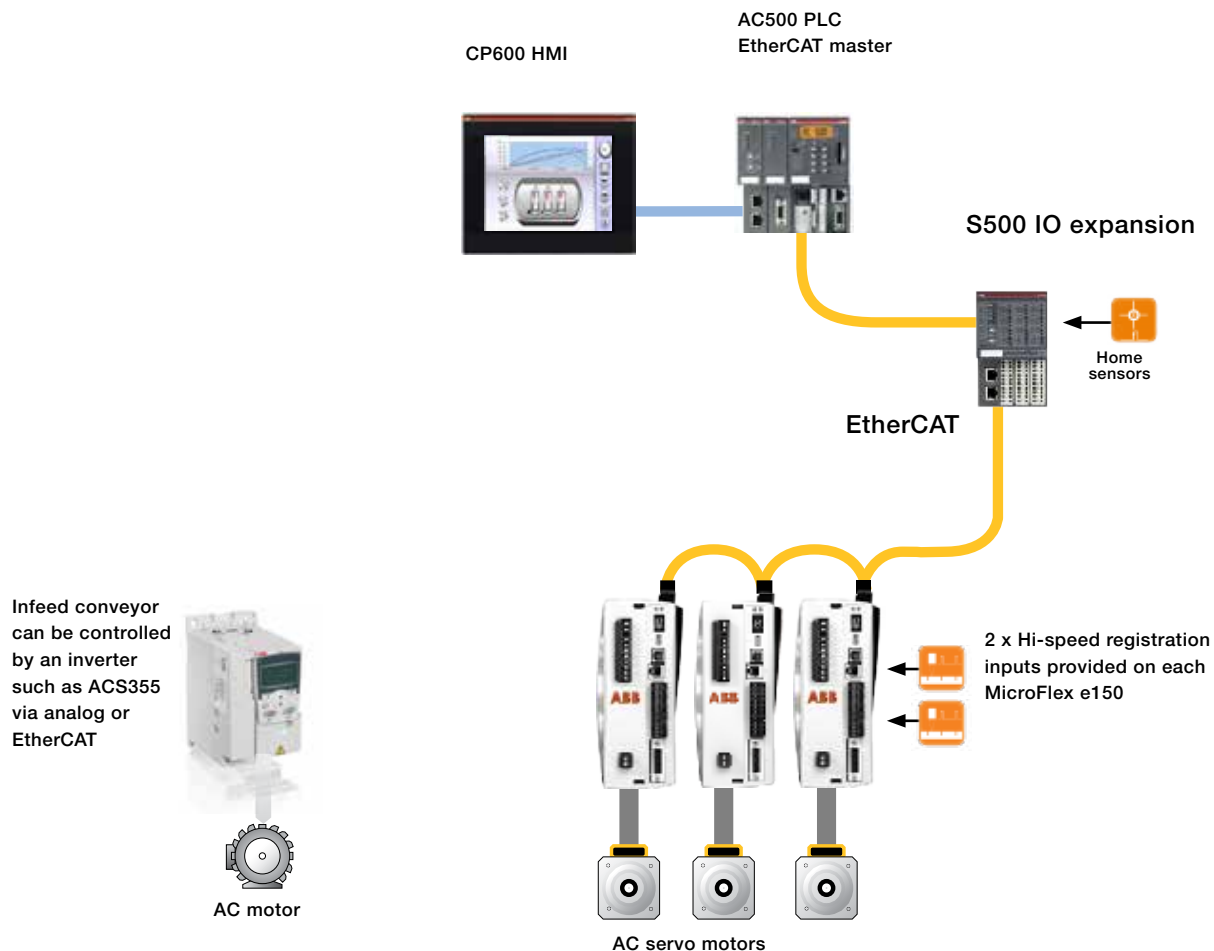 AC500 PLC
EtherCAT master
CP600 HMI
S500 IO expansion
Home
sensors
EtherCAT
Infeed conveyor
can be controlled
by an inverter
such as ACS355
via analog or
EtherCAT
2 x Hi-speed registration
inputs provided on each
MicroFlex e150
ABB
ABB
ABB
AC motor
AC servo motors